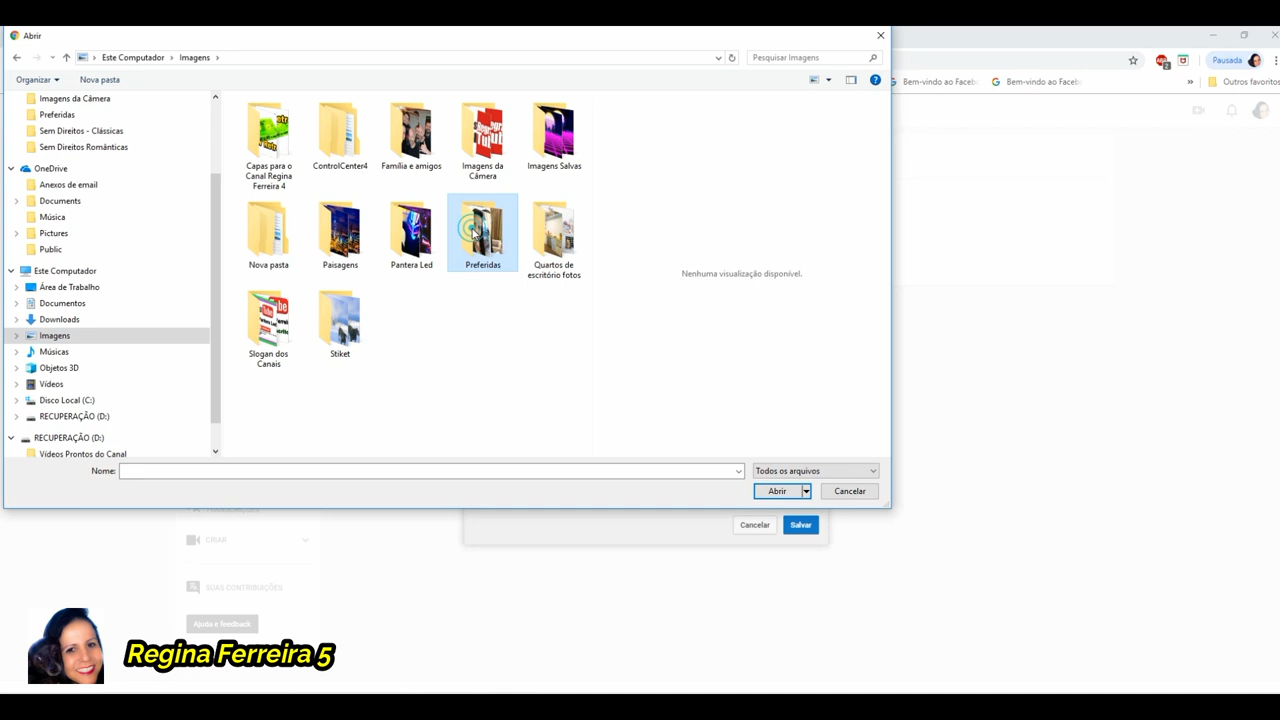 Abrir
Este Computador
Imagens
Pesquisar Imagens
Pausada
Organizar
Nova pasta
Bem-vindo ao Faceb
Bem-vindo ao Faceb
»
Outros favoritos
Imagens da Câmera
Preferidas
Sem Direitos - Clássicas
Sem Direitos Românticas
OneDrive
Anexos de email
Documents
Música
Pictures
Public
Este Computador
Área de Trabalho
Documentos
Downloads
Imagens
Músicas
Objetos 3D
Vídeos
Disco Local (C:)
RECUPERAÇÃO (D:)
RECUPERAÇÃO (D:)
Vídeos Prontos do Canal
Capas para o
Canal Regina
Ferreira 4
ControlCenter4
Família e amigos
Imagens da
Câmera
Imagens Salvas
Nova pasta
Paisagens
Pantera Led
Preferidas
Quartos de
escritório fotos
Slogan dos
Canais
Stiket
Nenhuma visualização disponível.
Nome:
Todos os arquivos
Abrir
Cancelar
Cancelar
Salvar
CRIAR
SUAS CONTRIBUIÇÕES
Ajuda e feedback
Regina Ferreira 5